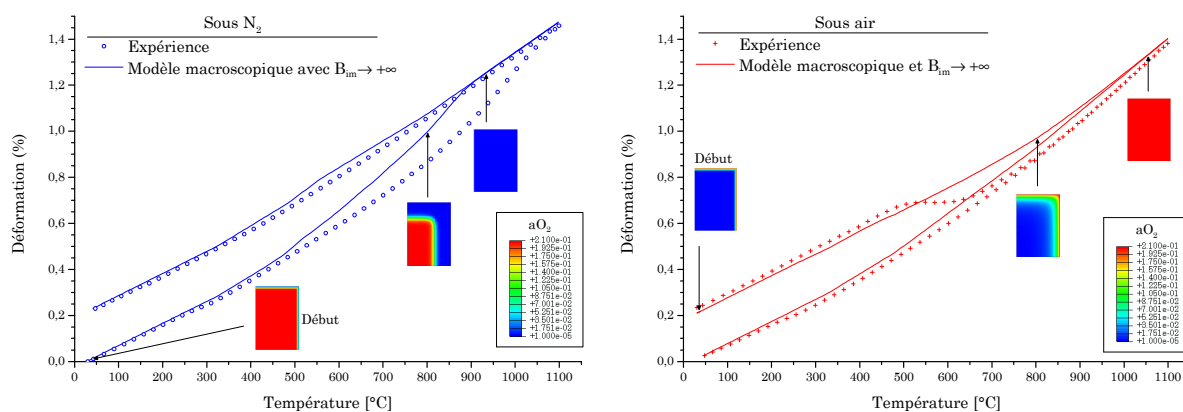 Sous N2
Expérience
Modèle macroscopique avec Bim→ +∞
Déformation (%)
1,4
1,2
1,0
0,8
0,6
0,4
0,2
0,0
Début
aO2
+2.100e-01
+1.925e-01
+1.750e-01
+1.575e-01
+1.400e-01
+1.225e-01
+1.050e-01
+8.751e-02
+7.001e-02
+5.251e-02
+3.501e-02
+1.751e-02
+1.000e-05
0 100 200 300 400 500 600 700 800 900 1000 1100
Température [°C]
Sous air
Expérience
Modèle macroscopique et Bim→ +∞
Déformation (%)
1,4
1,2
1,0
0,8
0,6
0,4
0,2
0,0
Début
aO2
+2.100e-01
+1.925e-01
+1.750e-01
+1.575e-01
+1.400e-01
+1.225e-01
+1.050e-01
+8.751e-02
+7.001e-02
+5.251e-02
+3.501e-02
+1.751e-02
+1.000e-05
0 100 200 300 400 500 600 700 800 900 1000 1100
Température [°C]